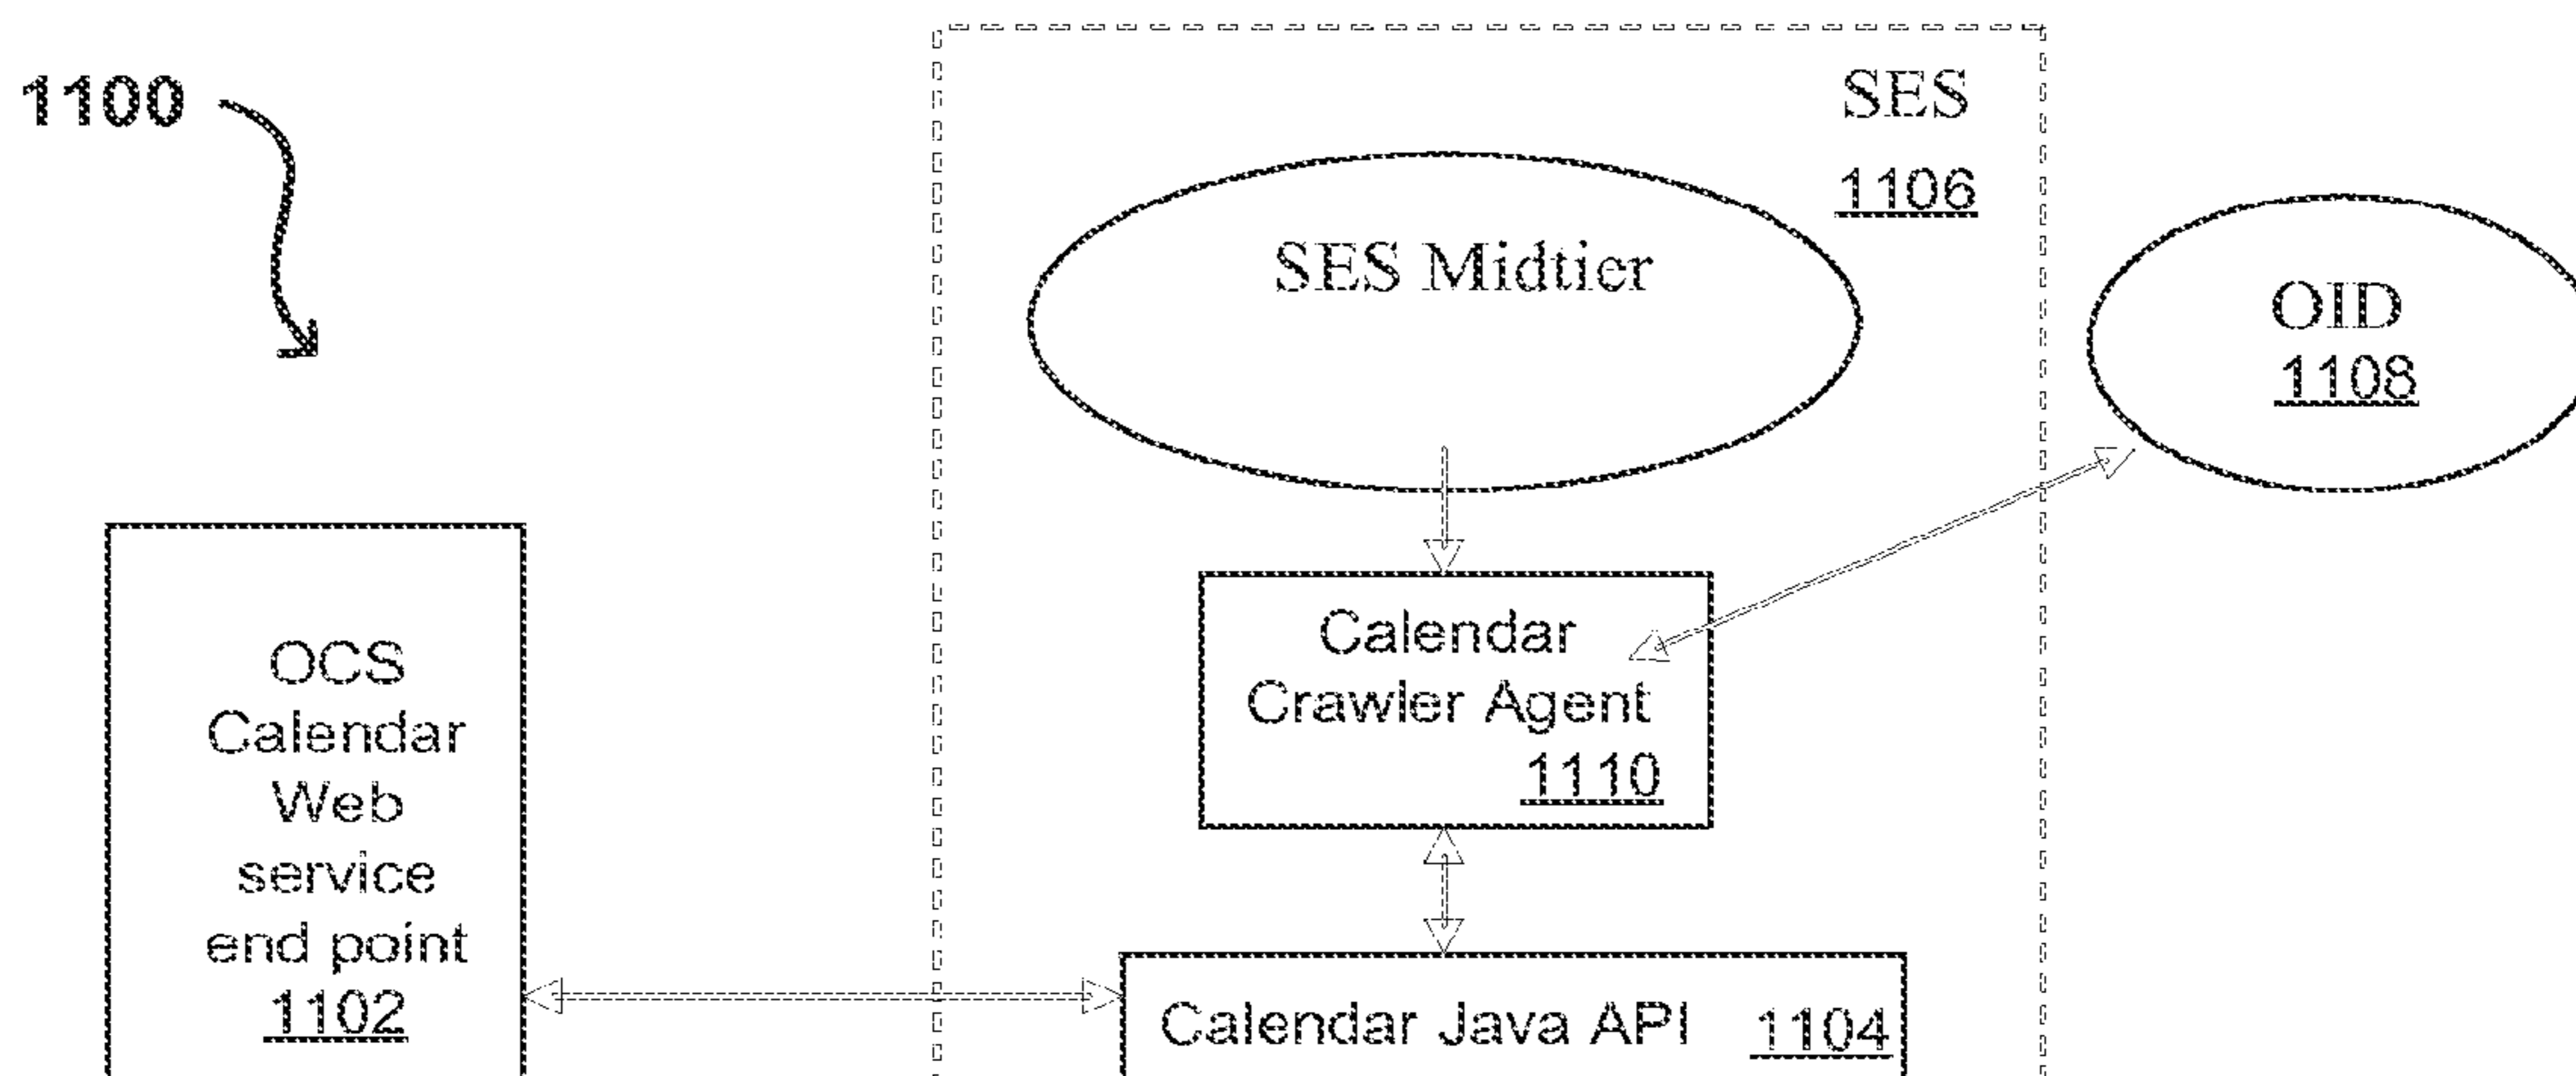 1100
SES
1106
SES Midtier
OID
1108
Calendar
Crawler Agent
1110
OCS
Calendar
Web
service
end point
1102
Calendar Java API 1104